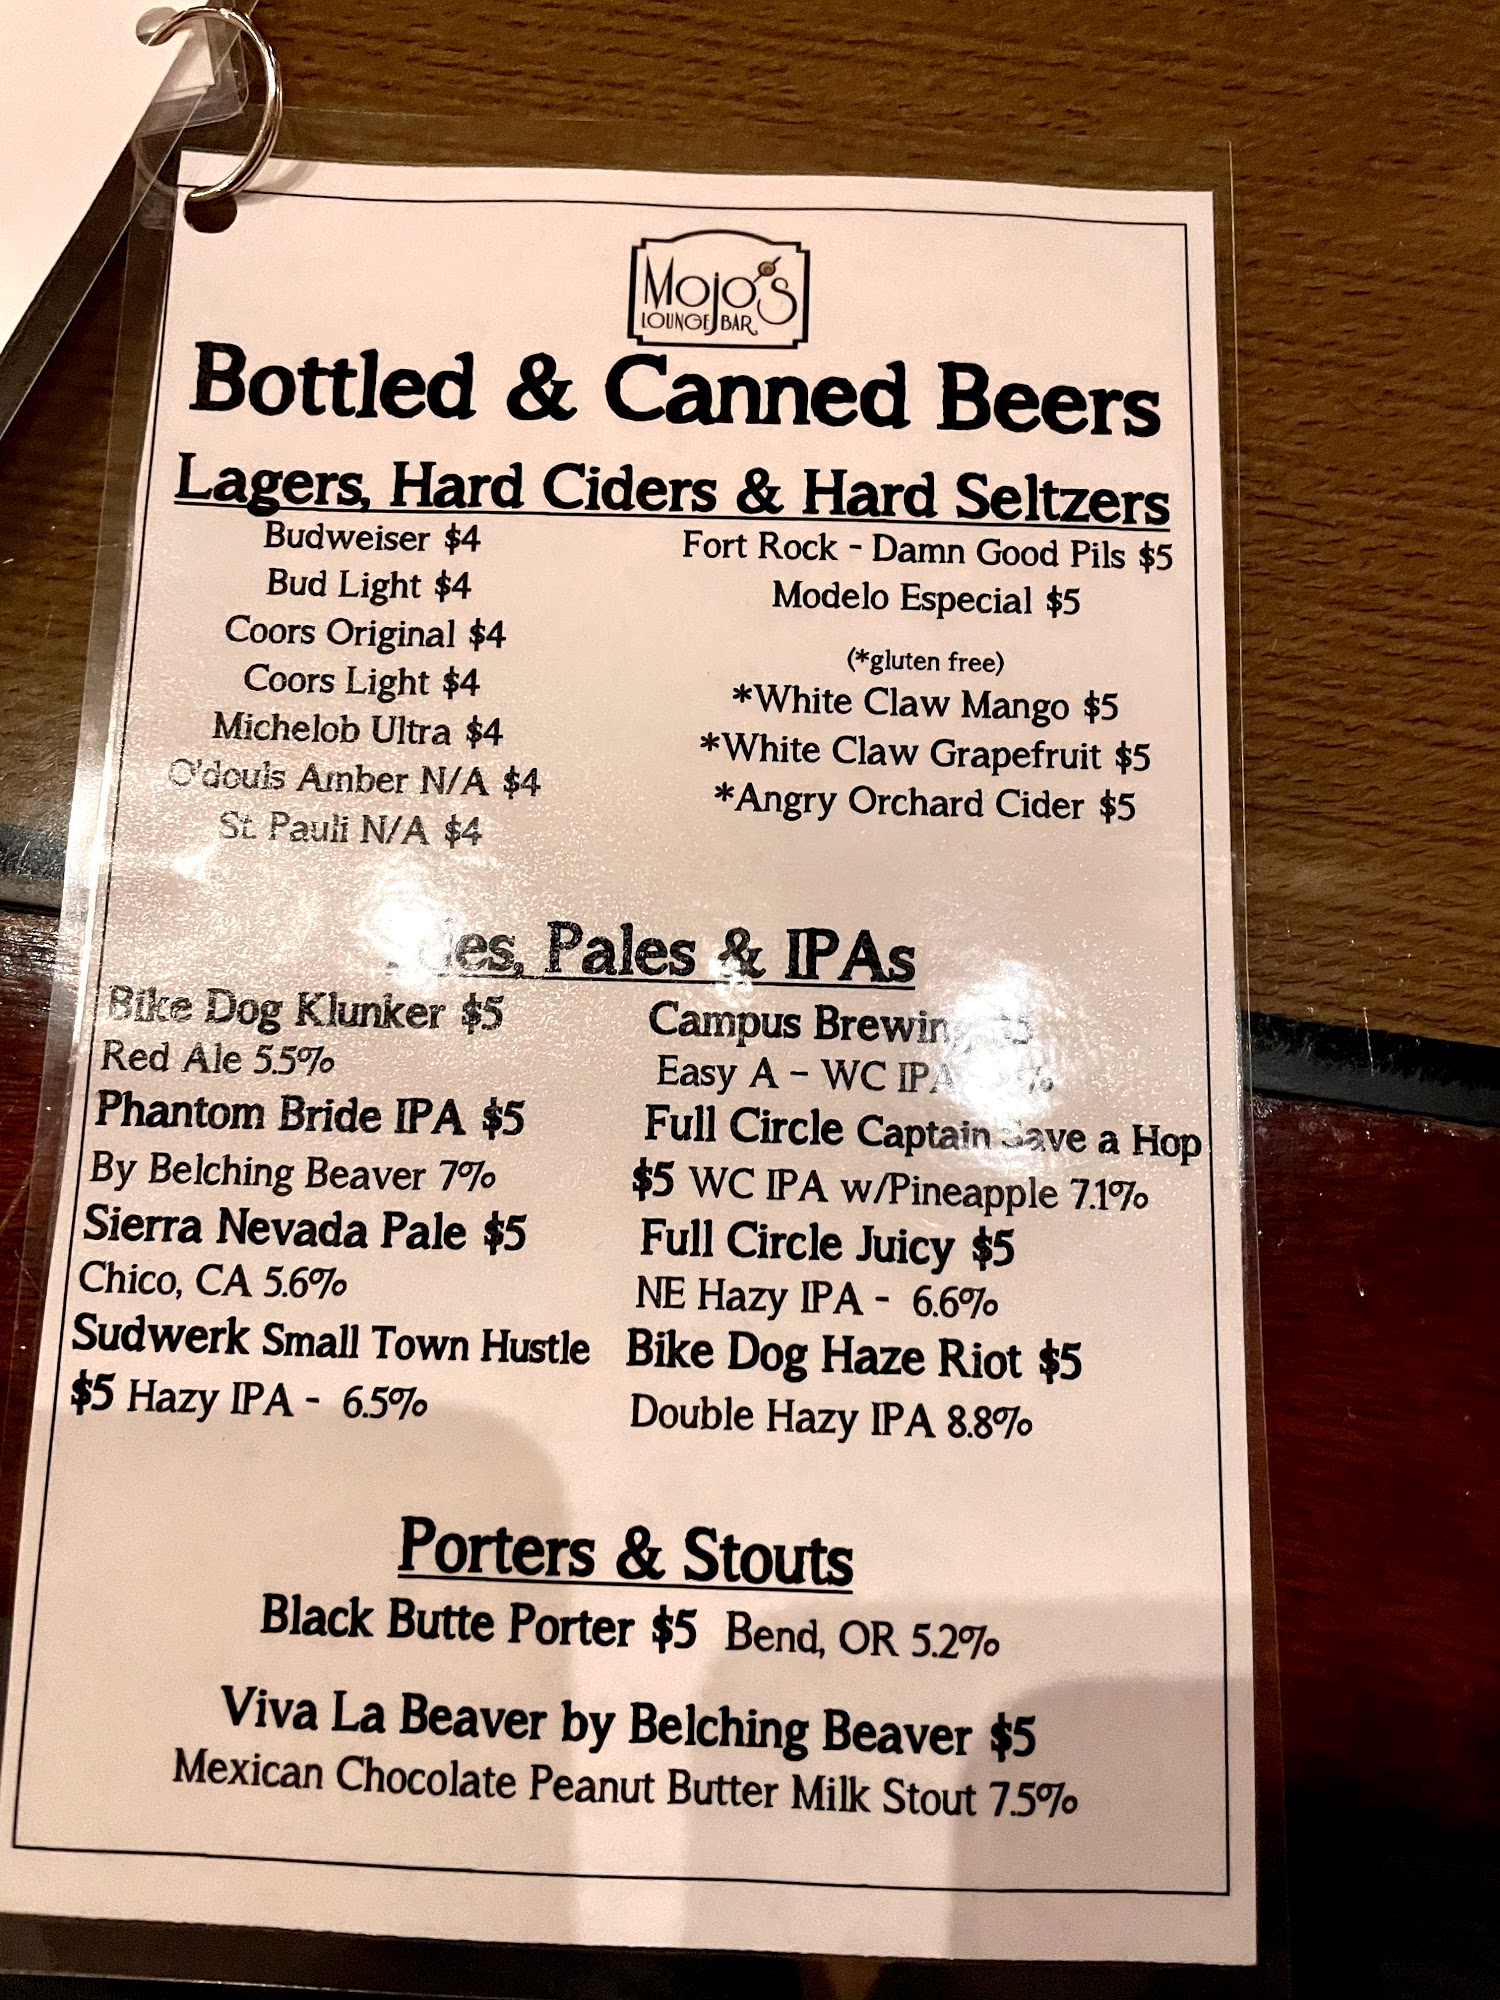 Mojo's
LOUNGE BAR
Bottled & Canned Beers
Lagers, Hard Ciders & Hard Seltzers
Budweiser $4
Bud Light $4
Coors Original $4
Coors Light $4
Michelob Ultra $4
O'douls Amber N/A $4
St. Pauli N/A $4
Fort Rock - Damn Good Pils $5
Modelo Especial $5
(*gluten free)
*White Claw Mango $5
*White Claw Grapefruit $5
*Angry Orchard Cider $5
Ales, Pales & IPAs
Bike Dog Klunker $5
Red Ale 5.5%
Phantom Bride IPA $5
By Belching Beaver 7%
Sierra Nevada Pale $5
Chico, CA 5.6%
Sudwerk Small Town Hustle
$5 Hazy IPA - 6.5%
Campus Brewing $5
Easy A - WC IPA
Full Circle Captain Save a Hop
$5 WC IPA w/Pineapple 7.1%
Full Circle Juicy $5
NE Hazy IPA - 6.6%
Bike Dog Haze Riot $5
Double Hazy IPA 8.8%
Porters & Stouts
Black Butte Porter $5 Bend, OR 5.2%
Viva La Beaver by Belching Beaver $5
Mexican Chocolate Peanut Butter Milk Stout 7.5%